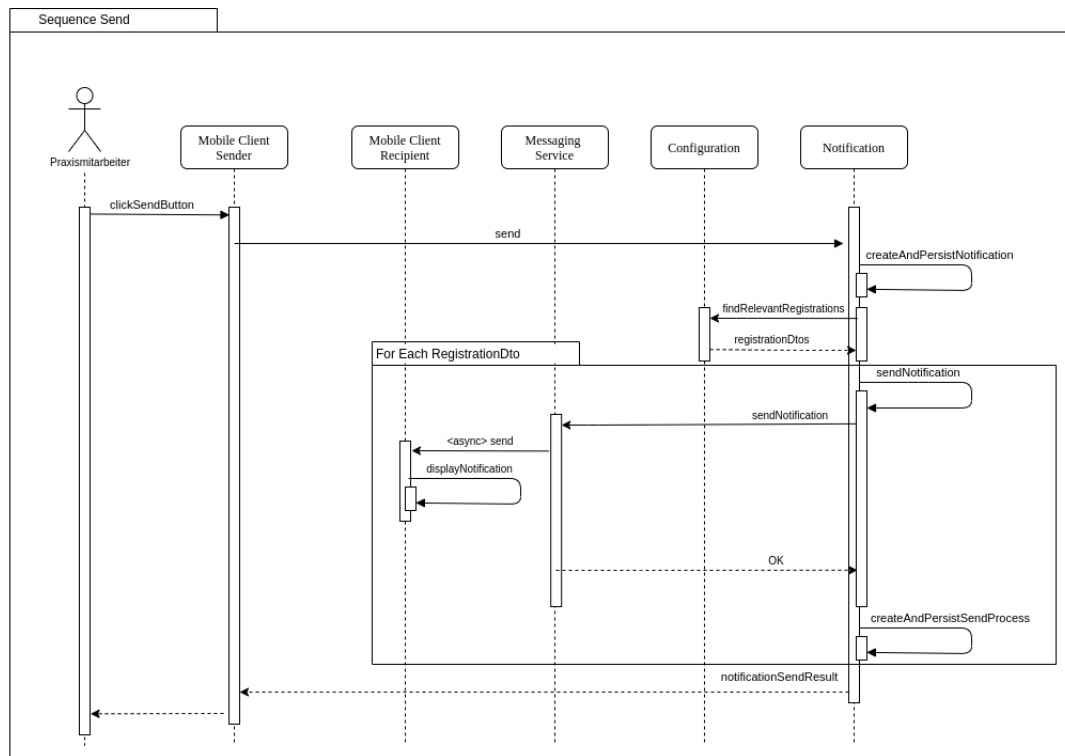 Sequence Send
Praxismitarbeiter
Mobile Client
Sender
Mobile Client
Recipient
Messaging
Service
Configuration
Notification
clickSendButton
send
createAndPersistNotification
findRelevantRegistrations
registrationDtos
For Each RegistrationDto
sendNotification
sendNotification
<async> send
displayNotification
OK
createAndPersistSendProcess
notificationSendResult